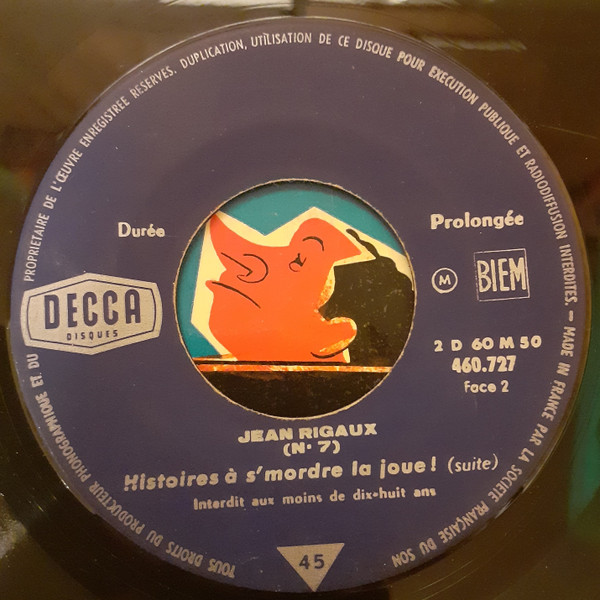 TOUS DROITS DU PRODUKTEUR PHONOGRAPHIQUE ET DU PROPRIETAIRE DE L'ŒUVRE ENREGISTREE RESERVES. DUPLICATION, UTILISATION DE CE DISQUE POUR EXECUTION PUBLIQUE ET RADIODIFFUSION INTERDITES. – MADE IN FRANCE PAR LA SOCIÉTÉ FRANÇAISE DU SON
Durée Prolongée
DECCA
DISQUES
M BIEM
2 D 60 M 50
460.727
Face 2
JEAN RIGAUX
(N° 7)
Histoires à s'mordre la joue! (suite)
Interdit aux moins de dix-huit ans
45